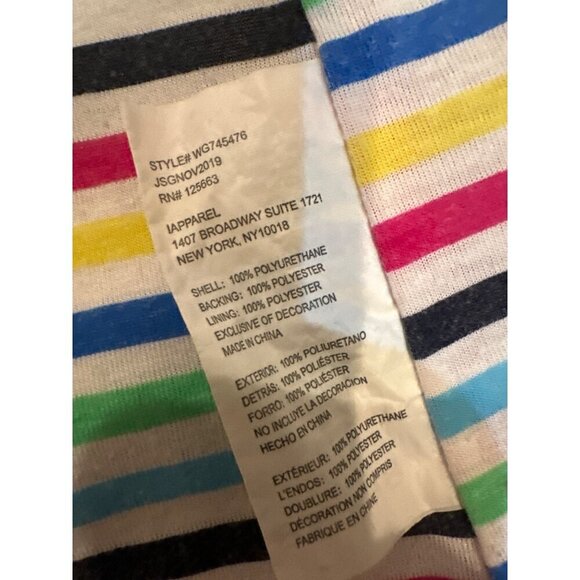 STYLE# WG745476
JSGNOV2019
RN# 125663
IAPPAREL
1407 BROADWAY SUITE 1721
NEW YORK, NY10018
SHELL: 100% POLYURETHANE
BACKING: 100% POLYESTER
LINING: 100% POLYESTER
EXCLUSIVE OF DECORATION
MADE IN CHINA
EXTERIOR: 100% POLIURETANO
DETRÁS: 100% POLIÉSTER
FORRO: 100% POLIÉSTER
NO INCLUYE LA DECORACION
HECHO EN CHINA
EXTÉRIEUR: 100% POLYURETHANE
L'ENDOS: 100% POLYESTER
DOUBLURE: 100% POLYESTER
DÉCORATION NON COMPRIS
FABRIQUE EN CHINE